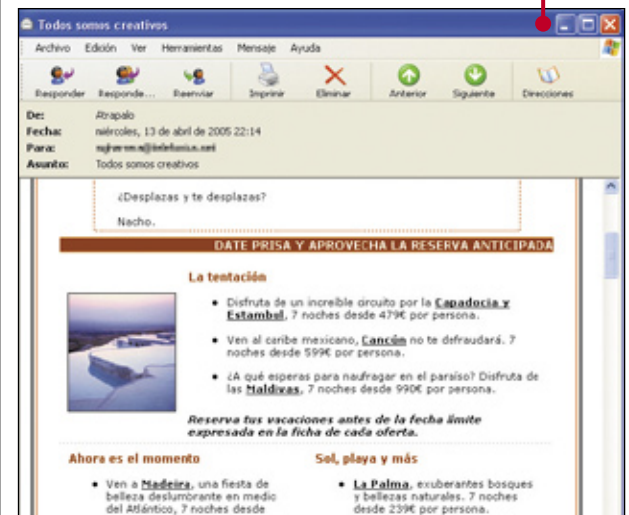 Todos somos creativos
Archivo Edición Ver Herramientas Mensaje Ayuda
Responder Responde... Reenviar Imprimir Eliminar Anterior Siguiente Direcciones
De: Atrapalo
Fecha: miércoles, 13 de abril de 2005 22:14
Para:
Asunto: Todos somos creativos
¿Desplazas y te desplazas?
Nacho.
DATE PRISA Y APROVECHA LA RESERVA ANTICIPADA
La tentación
• Disfruta de un increíble circuito por la Capadocia y
Estambul, 7 noches desde 479€ por persona.
• Ven al caribe mexicano, Cancún no te defraudará. 7
noches desde 599€ por persona.
• ¿A qué esperas para naufragar en el paraíso? Disfruta de
las Maldivas, 7 noches desde 990€ por persona.
Reserva tus vacaciones antes de la fecha límite
expresada en la ficha de cada oferta.
Ahora es el momento
• Ven a Madeira, una fiesta de
belleza deslumbrante en medio
del Atlántico, 7 noches desde
Sol, playa y más
• La Palma, exuberantes bosques
y bellezas naturales. 7 noches
desde 239€ por persona.